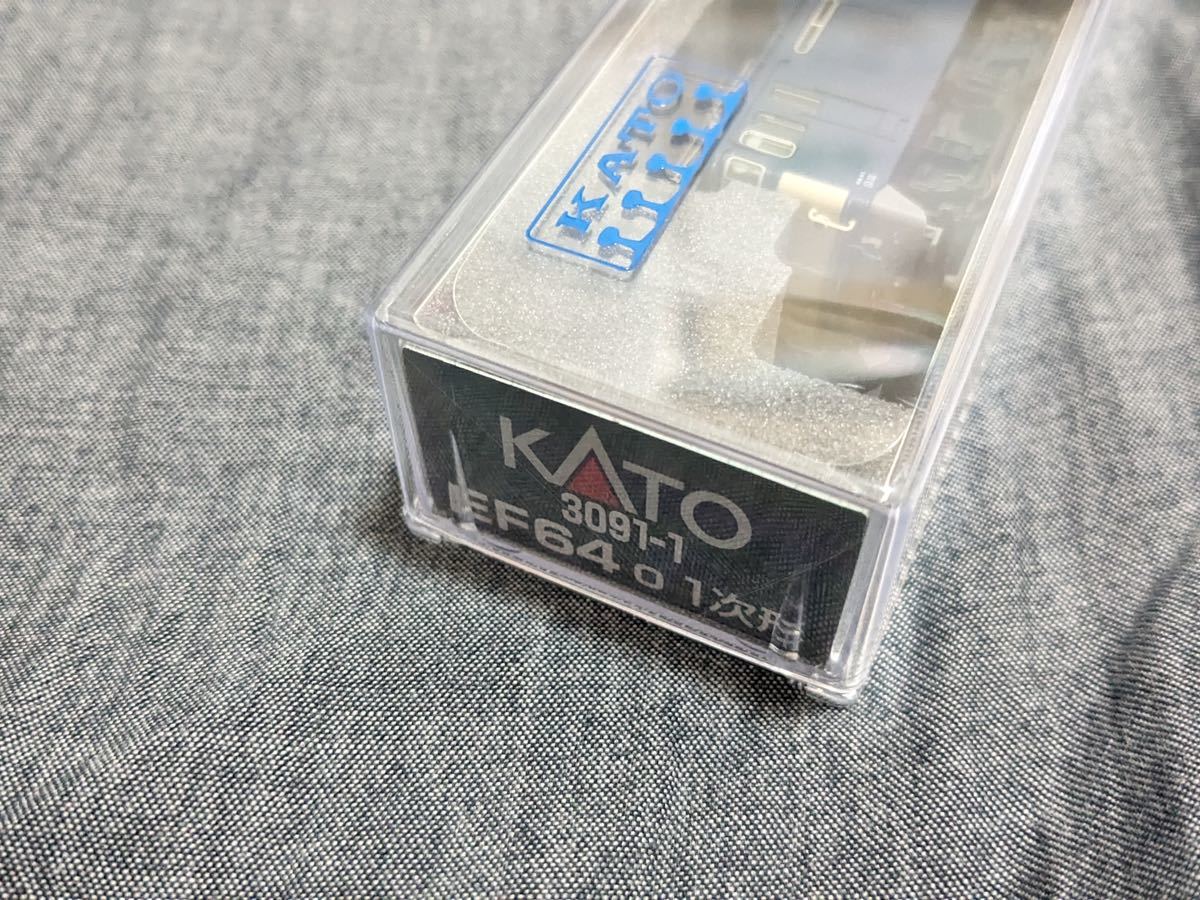 KATO
KATO
3091-1
EF64 0 1次形